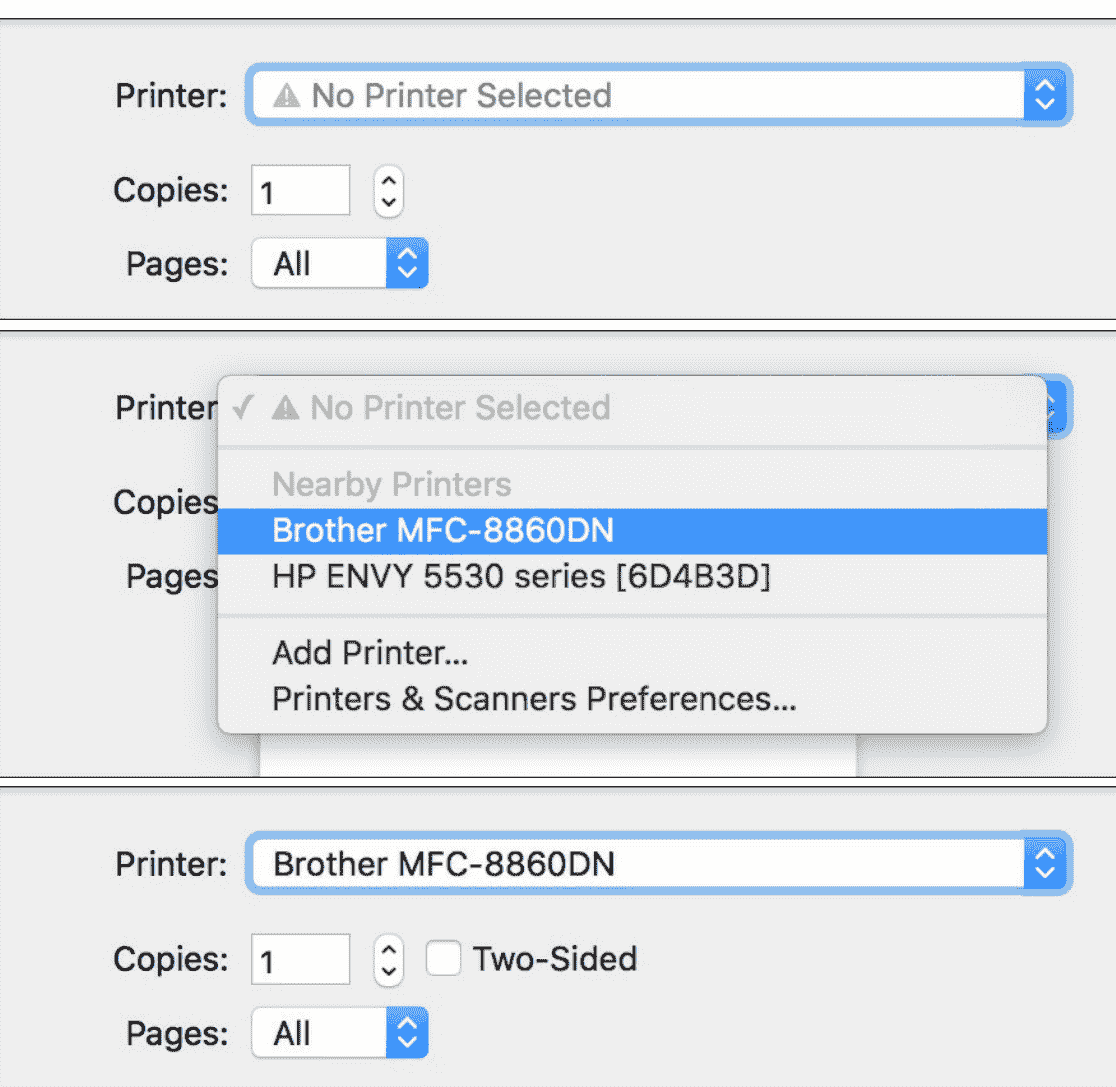 Printer: No Printer Selected
Copies: 1
Pages: All
Printer ✓ No Printer Selected
Nearby Printers
Copies
Brother MFC-8860DN
Pages
HP ENVY 5530 series [6D4B3D]
Add Printer...
Printers & Scanners Preferences...
Printer: Brother MFC-8860DN
Copies: 1 Two-Sided
Pages: All